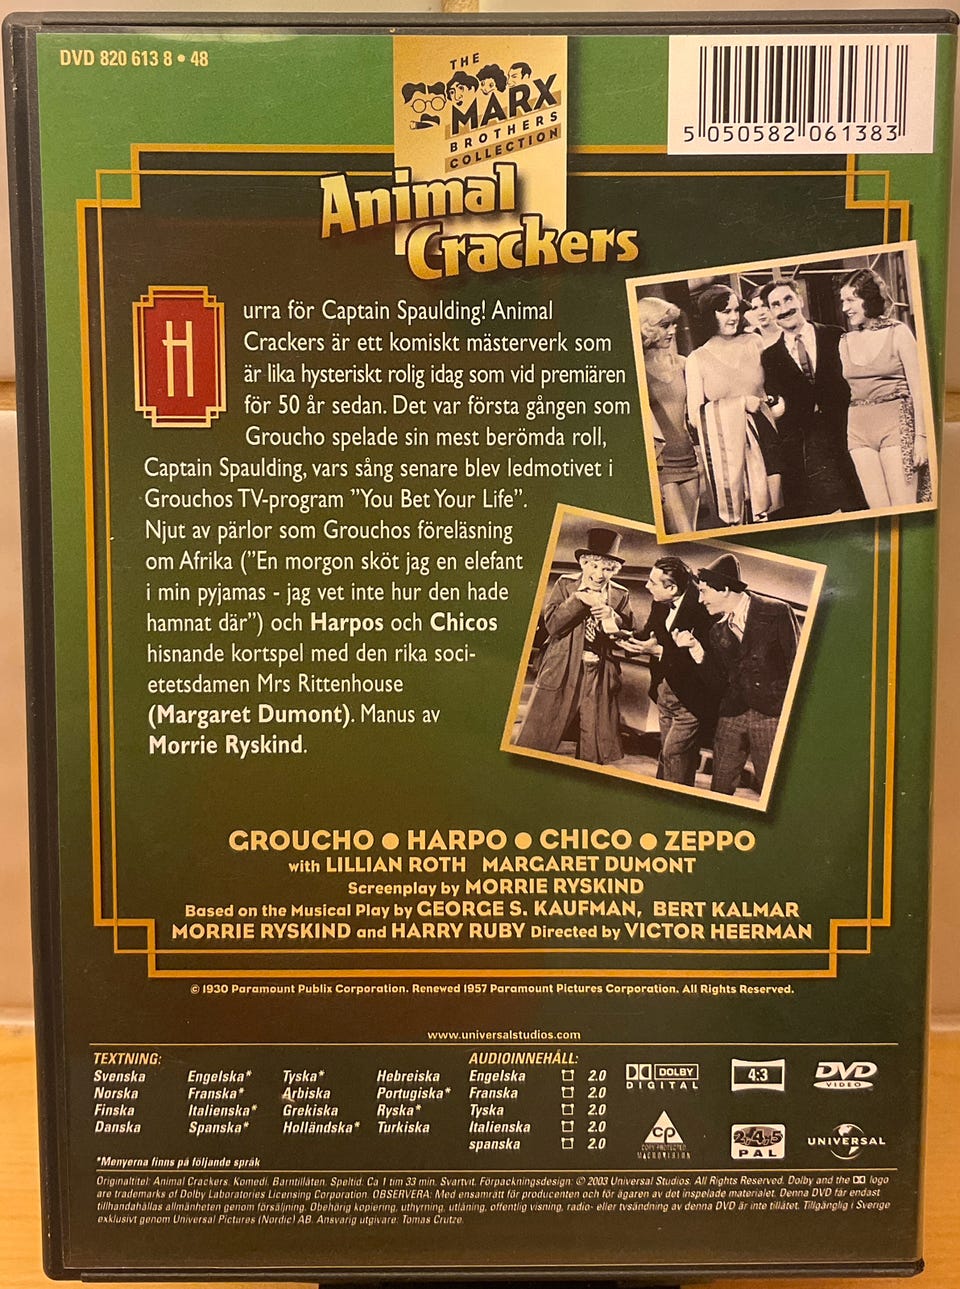 DVD 820 613 8 • 48
THE
MARX
BROTHERS
COLLECTION
5 050582 061383
Animal
Crackers
H
urra för Captain Spaulding! Animal
Crackers är ett komiskt mästerverk som
är lika hysteriskt rolig idag som vid premiären
för 50 år sedan. Det var första gången som
Groucho spelade sin mest berömda roll,
Captain Spaulding, vars sång senare blev ledmotivet i
Grouchos TV-program ”You Bet Your Life”.
Njut av pärlor som Grouchos föreläsning
om Afrika (”En morgon sköt jag en elefant
i min pyjamas - jag vet inte hur den hade
hamnat där”) och Harpos och Chicos
hisnande kortspel med den rika soci-
etetsdamen Mrs Rittenhouse
(Margaret Dumont). Manus av
Morrie Ryskind.
GROUCHO ● HARPO ● CHICO ● ZEPPO
with LILLIAN ROTH MARGARET DUMONT
Screenplay by MORRIE RYSKIND
Based on the Musical Play by GEORGE S. KAUFMAN, BERT KALMAR
MORRIE RYSKIND and HARRY RUBY Directed by VICTOR HEERMAN
© 1930 Paramount Publix Corporation. Renewed 1957 Paramount Pictures Corporation. All Rights Reserved.
www.universalstudios.com
TEXTNING:
Svenska Engelska* Tyska* Hebreiska
Norska Franska* Arbiska Portugiska*
Finska Italienska* Grekiska Ryska*
Danska Spanska* Holländska* Turkiska
*Menyerna finns på följande språk
AUDIOINNEHÅLL:
Engelska 2.0
Franska 2.0
Tyska 2.0
Italienska 2.0
spanska 2.0
DOLBY
DIGITAL
4:3
DVD
VIDEO
CP
COPY PROTECTED
MACROVISION
2,4,5
PAL
UNIVERSAL
Originaltitel: Animal Crackers. Komedi. Barntillåten. Speltid: Ca 1 tim 33 min. Svartvit. Förpackningsdesign: © 2003 Universal Studios. All Rights Reserved. Dolby and the DD logo
are trademarks of Dolby Laboratories Licensing Corporation. OBSERVERA: Med ensamrätt för producenten och för ägaren av det inspelade materialet. Denna DVD får endast
tillhandahållas allmänheten genom försäljning. Obehörig kopiering, uthyrning, utlåning, offentlig visning, radio- eller tvsändning av denna DVD är inte tillåtet. Tillgänglig i Sverige
exklusivt genom Universal Pictures (Nordic) AB. Ansvarig utgivare: Tomas Crutze.